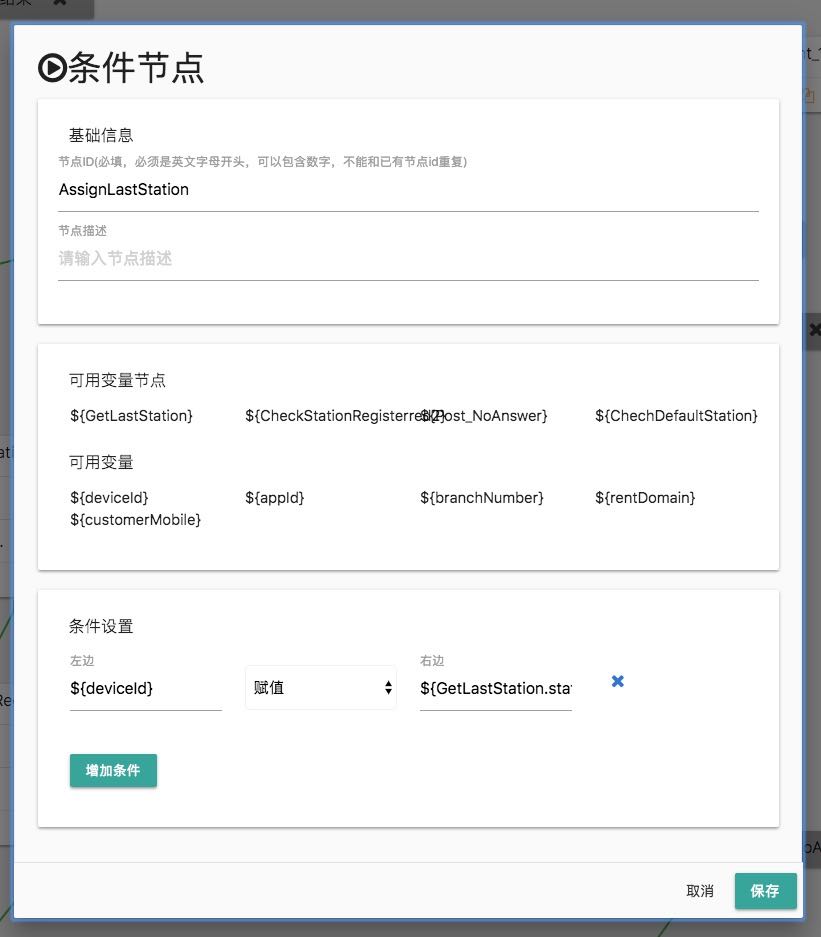 条件节点
基础信息
节点ID(必填，必须是英文字母开头，可以包含数字，不能和已有节点id重复)
AssignLastStation
节点描述
请输入节点描述
可用变量节点
${GetLastStation} ${CheckStationRegisterred2} ${Post_NoAnswer} ${ChechDefaultStation}
可用变量
${deviceId} ${appId} ${branchNumber} ${rentDomain}
${customerMobile}
条件设置
左边 右边
${deviceId} 赋值 ${GetLastStation.sta
增加条件
取消 保存